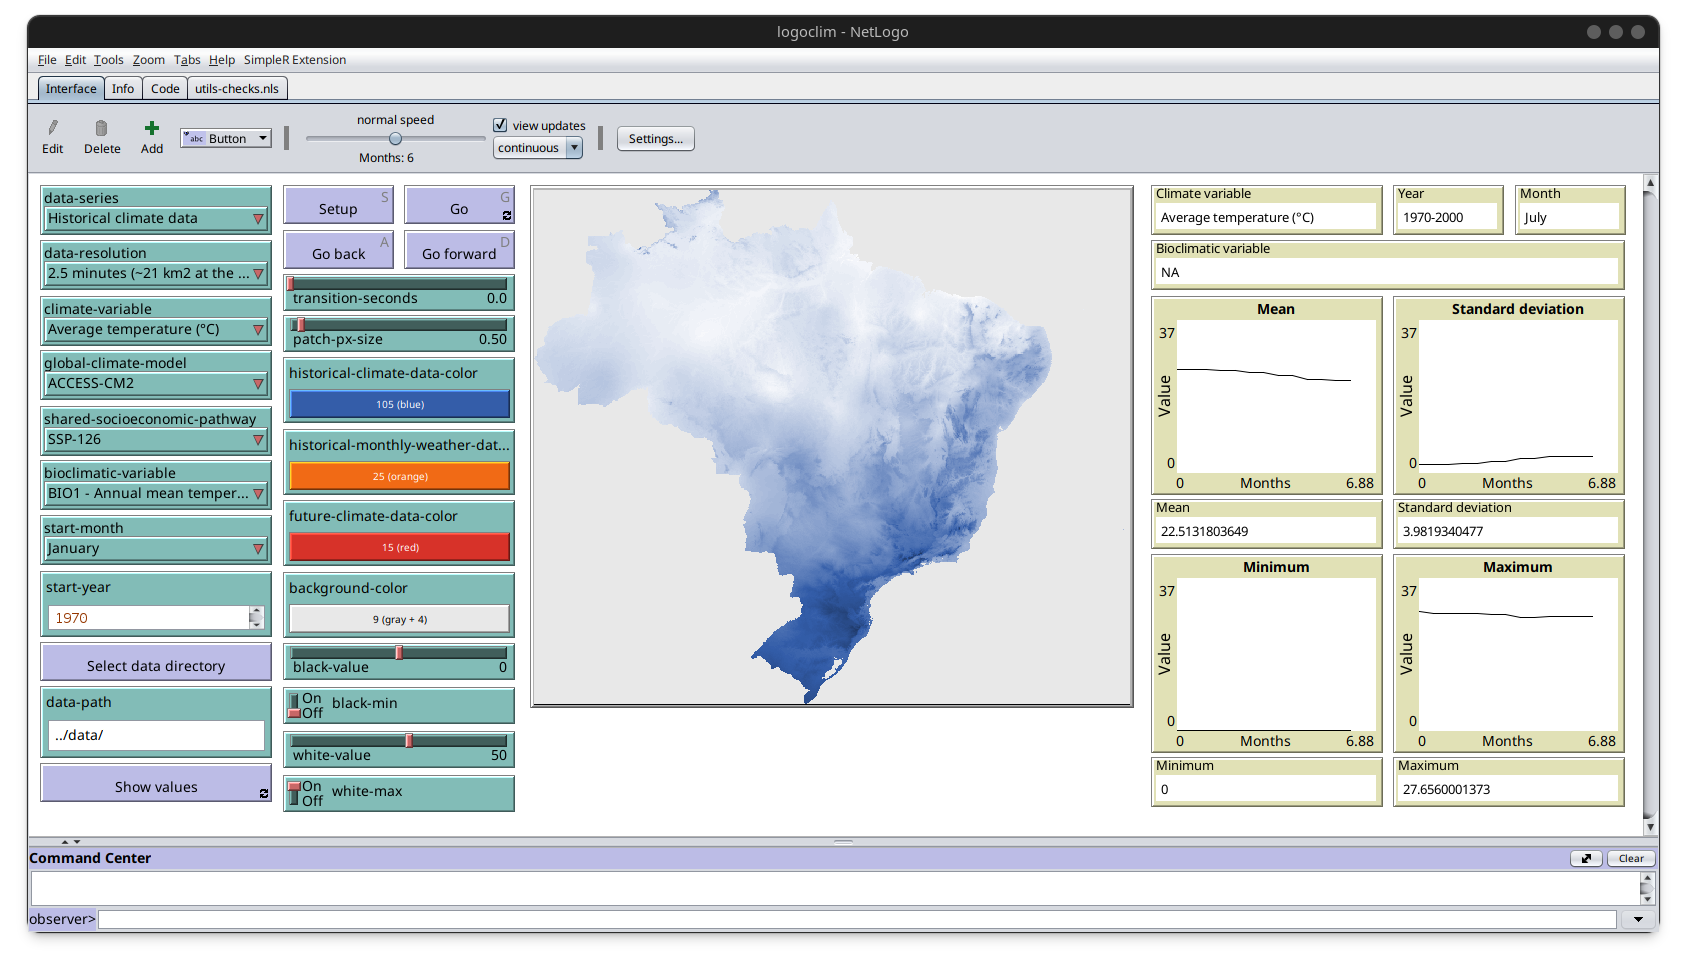 logoclim - NetLogo
File Edit Tools Zoom Tabs Help SimpleR Extension
Interface Info Code utils-checks.nls
Edit Delete Add
abc Button
normal speed
Months: 6
view updates
continuous
Settings...
data-series
Historical climate data
data-resolution
2.5 minutes (~21 km2 at the ...
climate-variable
Average temperature (°C)
global-climate-model
ACCESS-CM2
shared-socioeconomic-pathway
SSP-126
bioclimatic-variable
BIO1 - Annual mean temper...
start-month
January
start-year
1970
Select data directory
data-path
../data/
Show values
S
Setup
G
Go
A
Go back
D
Go forward
transition-seconds 0.0
patch-px-size 0.50
historical-climate-data-color
105 (blue)
historical-monthly-weather-dat...
25 (orange)
future-climate-data-color
15 (red)
background-color
9 (gray + 4)
black-value 0
On
Off
black-min
white-value 50
On
Off
white-max
Climate variable
Average temperature (°C)
Year
1970-2000
Month
July
Bioclimatic variable
NA
Mean
37
Value
0
0 Months 6.88
Standard deviation
37
Value
0
0 Months 6.88
Mean
22.5131803649
Standard deviation
3.9819340477
Minimum
37
Value
0
0 Months 6.88
Maximum
37
Value
0
0 Months 6.88
Minimum
0
Maximum
27.6560001373
Command Center
Clear
observer>